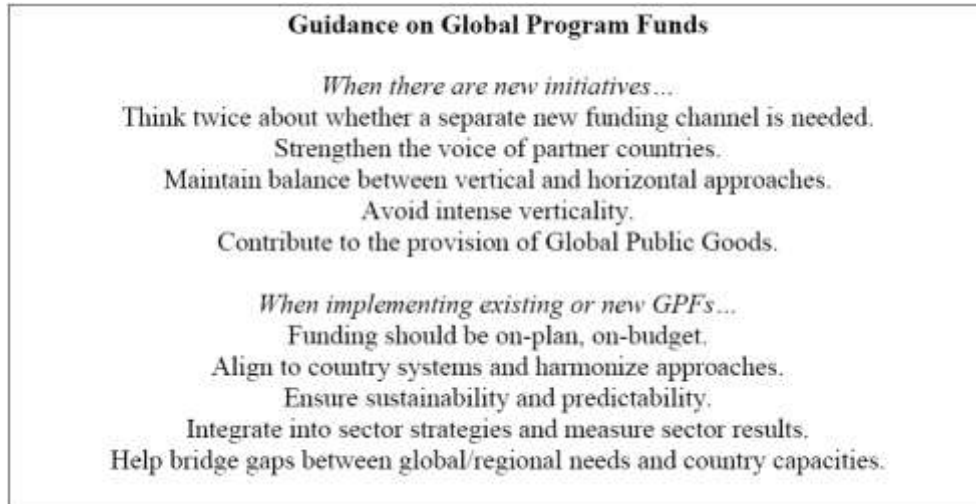 Guidance on Global Program Funds
When there are new initiatives…
Think twice about whether a separate new funding channel is needed.
Strengthen the voice of partner countries.
Maintain balance between vertical and horizontal approaches.
Avoid intense verticality.
Contribute to the provision of Global Public Goods.
When implementing existing or new GPFs…
Funding should be on-plan, on-budget.
Align to country systems and harmonize approaches.
Ensure sustainability and predictability.
Integrate into sector strategies and measure sector results.
Help bridge gaps between global/regional needs and country capacities.